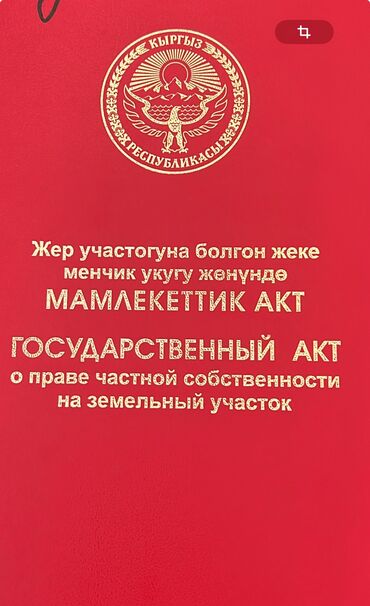 КЫРГЫЗ
РЕСПУБЛИКАСЫ
Жер участогуна болгон жеке
менчик укугу жөнүндө
МАМЛЕКЕТТИК АКТ
ГОСУДАРСТВЕННЫЙ АКТ
о праве частной собственности
на земельный участок